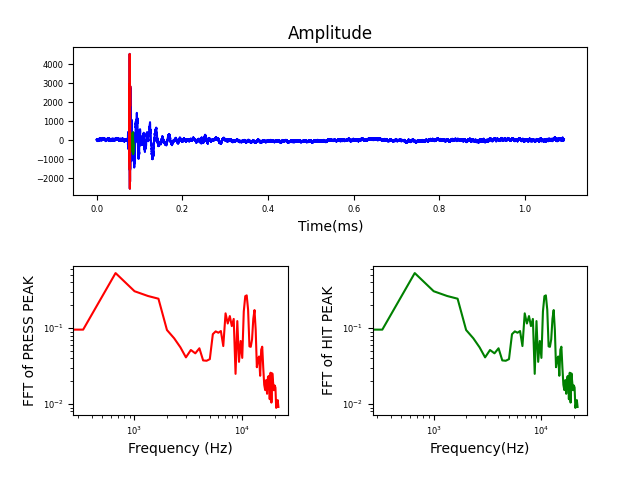 Amplitude
4000
3000
2000
1000
0
−1000
−2000
0.0 0.2 0.4 0.6 0.8 1.0
Time(ms)
FFT of PRESS PEAK
10⁻¹
10⁻²
10³ 10⁴
Frequency (Hz)
FFT of HIT PEAK
10⁻¹
10⁻²
10³ 10⁴
Frequency(Hz)